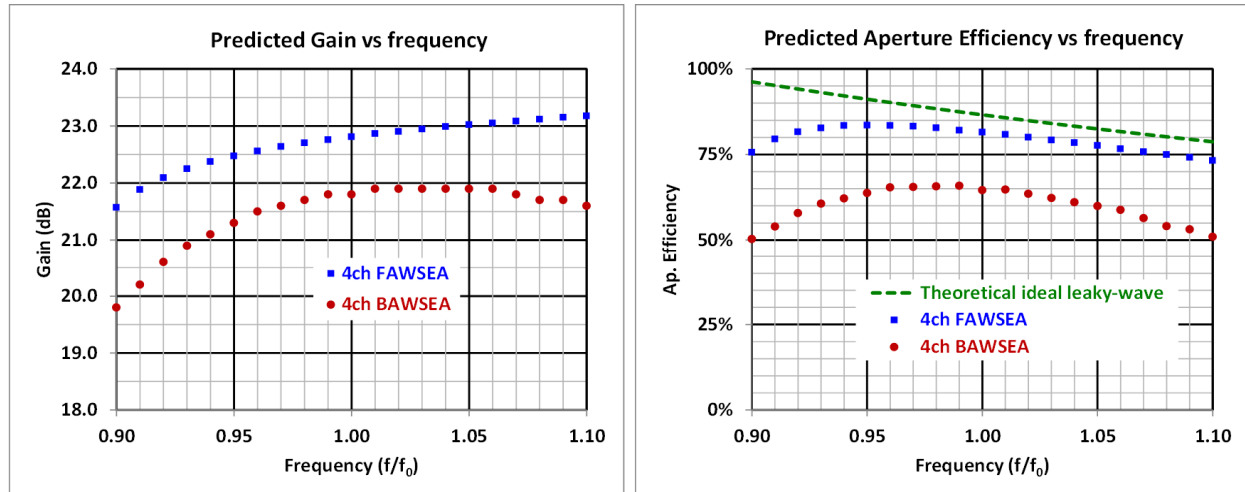 Predicted Gain vs frequency
24.0
23.0
22.0
21.0
20.0
19.0
18.0
Gain (dB)
4ch FAWSEA
4ch BAWSEA
0.90 0.95 1.00 1.05 1.10
Frequency (f/f0)
Predicted Aperture Efficiency vs frequency
100%
75%
50%
25%
0%
Ap. Efficiency
Theoretical ideal leaky-wave
4ch FAWSEA
4ch BAWSEA
0.90 0.95 1.00 1.05 1.10
Frequency (f/f0)